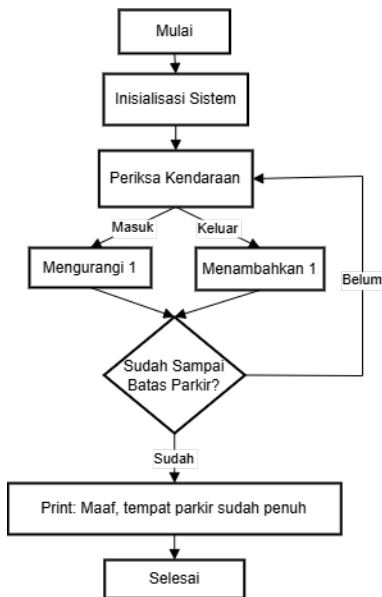 Mulai
Inisialisasi Sistem
Periksa Kendaraan
Masuk
Keluar
Mengurangi 1
Menambahkan 1
Belum
Sudah Sampai
Batas Parkir?
Sudah
Print: Maaf, tempat parkir sudah penuh
Selesai